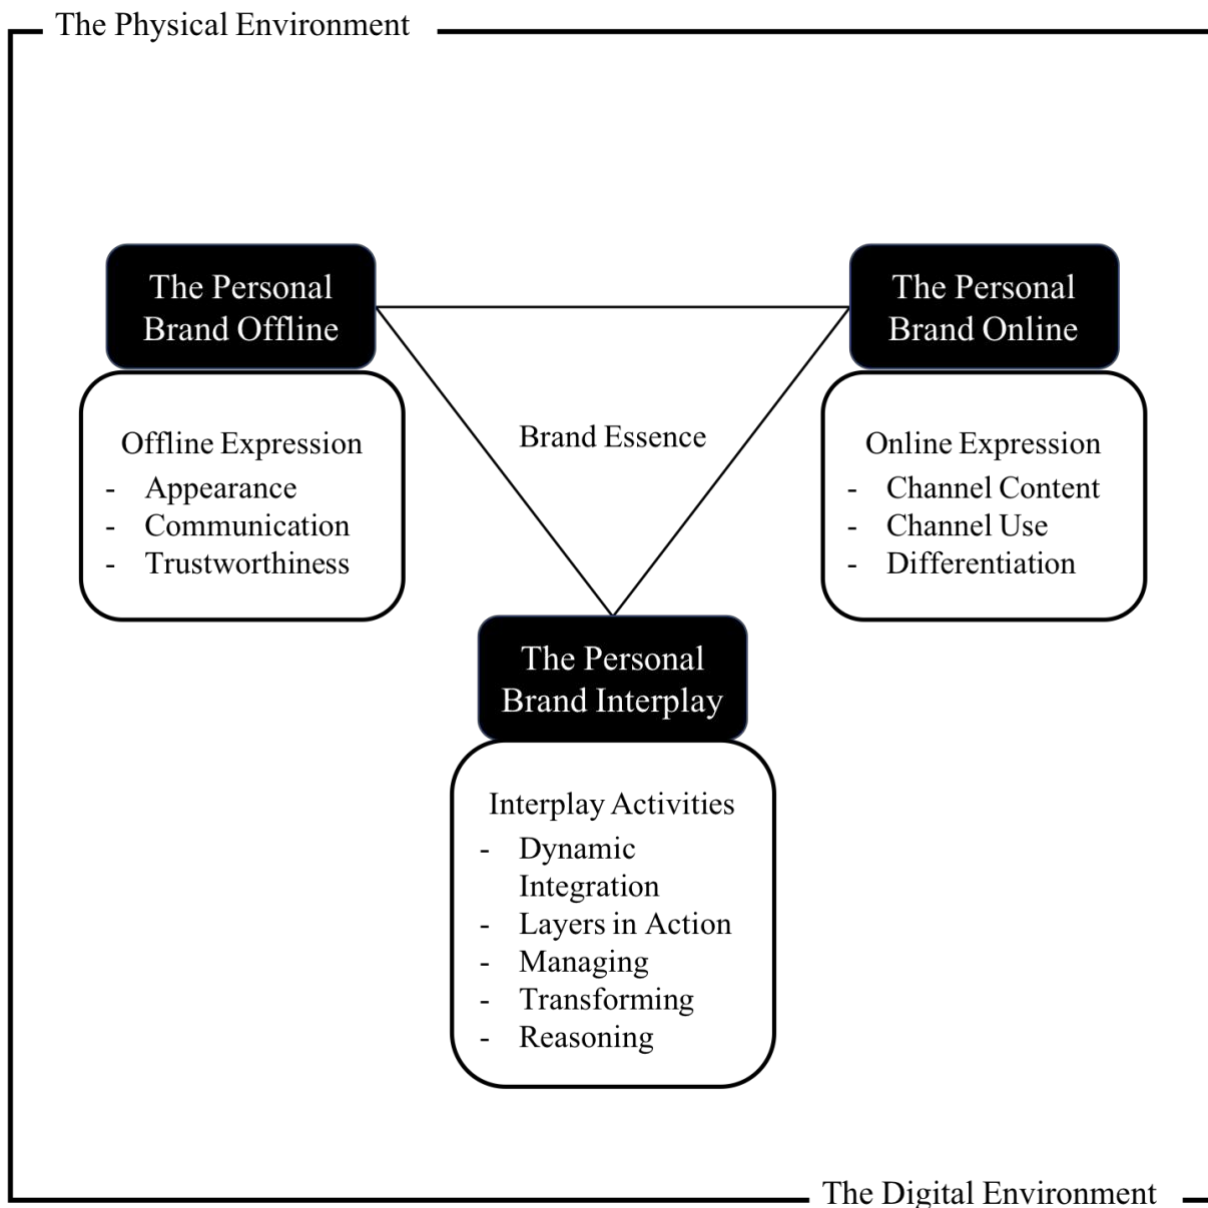 The Physical Environment
The Personal
Brand Offline
Offline Expression
- Appearance
- Communication
- Trustworthiness
The Personal
Brand Online
Online Expression
- Channel Content
- Channel Use
- Differentiation
Brand Essence
The Personal
Brand Interplay
Interplay Activities
- Dynamic
Integration
- Layers in Action
- Managing
- Transforming
- Reasoning
The Digital Environment